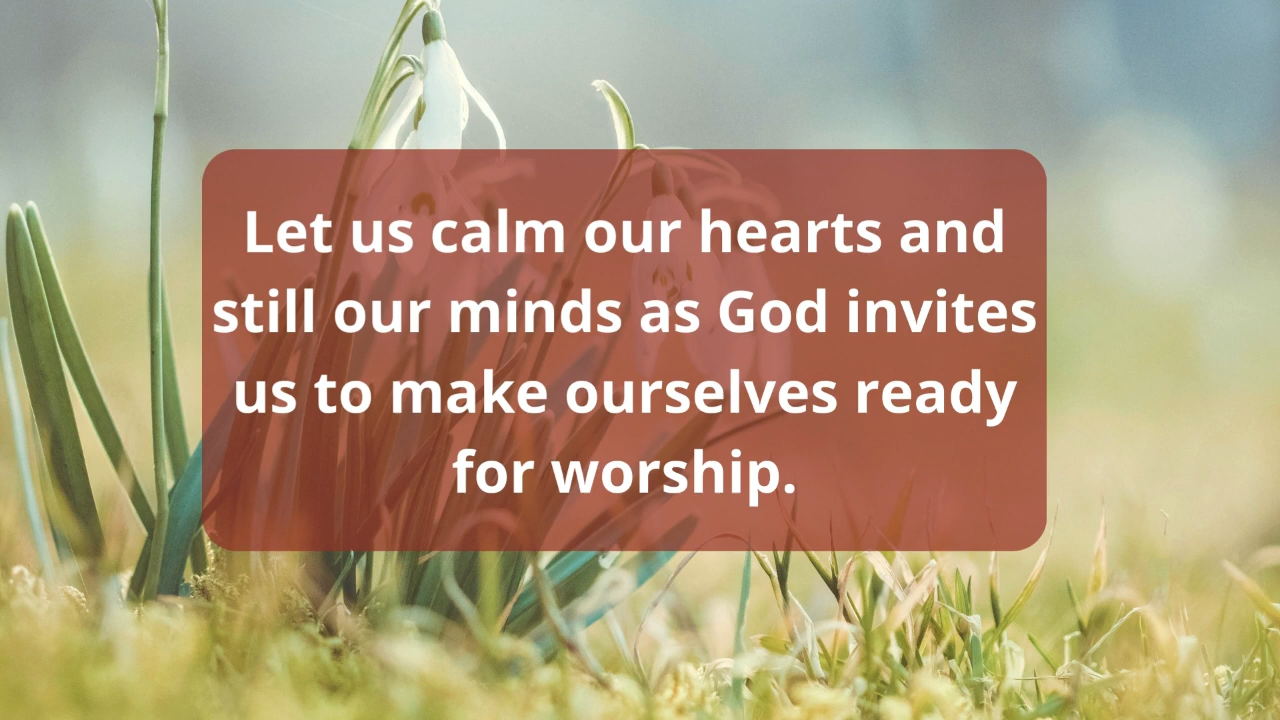 Let us calm our hearts and
still our minds as God invites
us to make ourselves ready
for worship.